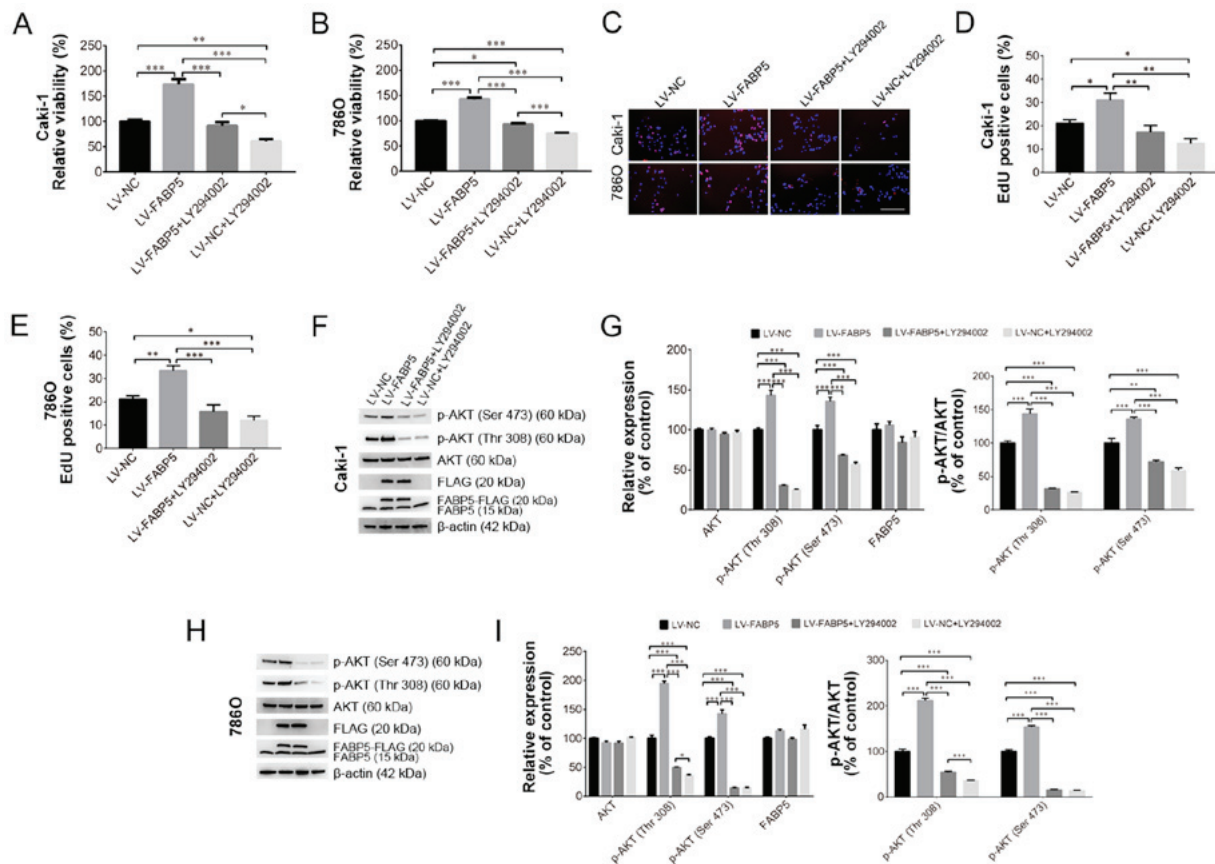 A
Caki-1
Relative viability (%)
250
200
150
100
50
0
**
***
***
***
*
LV-NC
LV-FABP5
LV-FABP5+LY294002
LV-NC+LY294002
B
786O
Relative viability (%)
250
200
150
100
50
0
***
*
***
***
***
***
LV-NC
LV-FABP5
LV-FABP5+LY294002
LV-NC+LY294002
C
LV-NC
LV-FABP5
LV-FABP5+LY294002
LV-NC+LY294002
Caki-1
786O
D
Caki-1
EdU positive cells (%)
50
40
30
20
10
0
*
**
*
**
LV-NC
LV-FABP5
LV-FABP5+LY294002
LV-NC+LY294002
E
786O
EdU positive cells (%)
50
40
30
20
10
0
*
***
**
***
LV-NC
LV-FABP5
LV-FABP5+LY294002
LV-NC+LY294002
F
Caki-1
LV-NC
LV-FABP5
LV-FABP5+LY294002
LV-NC+LY294002
p-AKT (Ser 473) (60 kDa)
p-AKT (Thr 308) (60 kDa)
AKT (60 kDa)
FLAG (20 kDa)
FABP5-FLAG (20 kDa)
FABP5 (15 kDa)
β-actin (42 kDa)
G
LV-NC LV-FABP5 LV-FABP5+LY294002 LV-NC+LY294002
Relative expression
(% of control)
200
150
100
50
0
***
***
***
******
***
***
***
******
AKT
p-AKT (Thr 308)
p-AKT (Ser 473)
FABP5
p-AKT/AKT
(% of control)
200
150
100
50
0
***
***
***
***
***
***
**
***
***
***
p-AKT (Thr 308)
p-AKT (Ser 473)
H
786O
p-AKT (Ser 473) (60 kDa)
p-AKT (Thr 308) (60 kDa)
AKT (60 kDa)
FLAG (20 kDa)
FABP5-FLAG (20 kDa)
FABP5 (15 kDa)
β-actin (42 kDa)
I
LV-NC LV-FABP5 LV-FABP5+LY294002 LV-NC+LY294002
Relative expression
(% of control)
250
200
150
100
50
0
***
***
***
******
*
***
***
***
******
AKT
p-AKT (Thr 308)
p-AKT (Ser 473)
FABP5
p-AKT/AKT
(% of control)
300
200
100
0
***
***
***
***
***
***
***
***
***
***
***
p-AKT (Thr 308)
p-AKT (Ser 473)